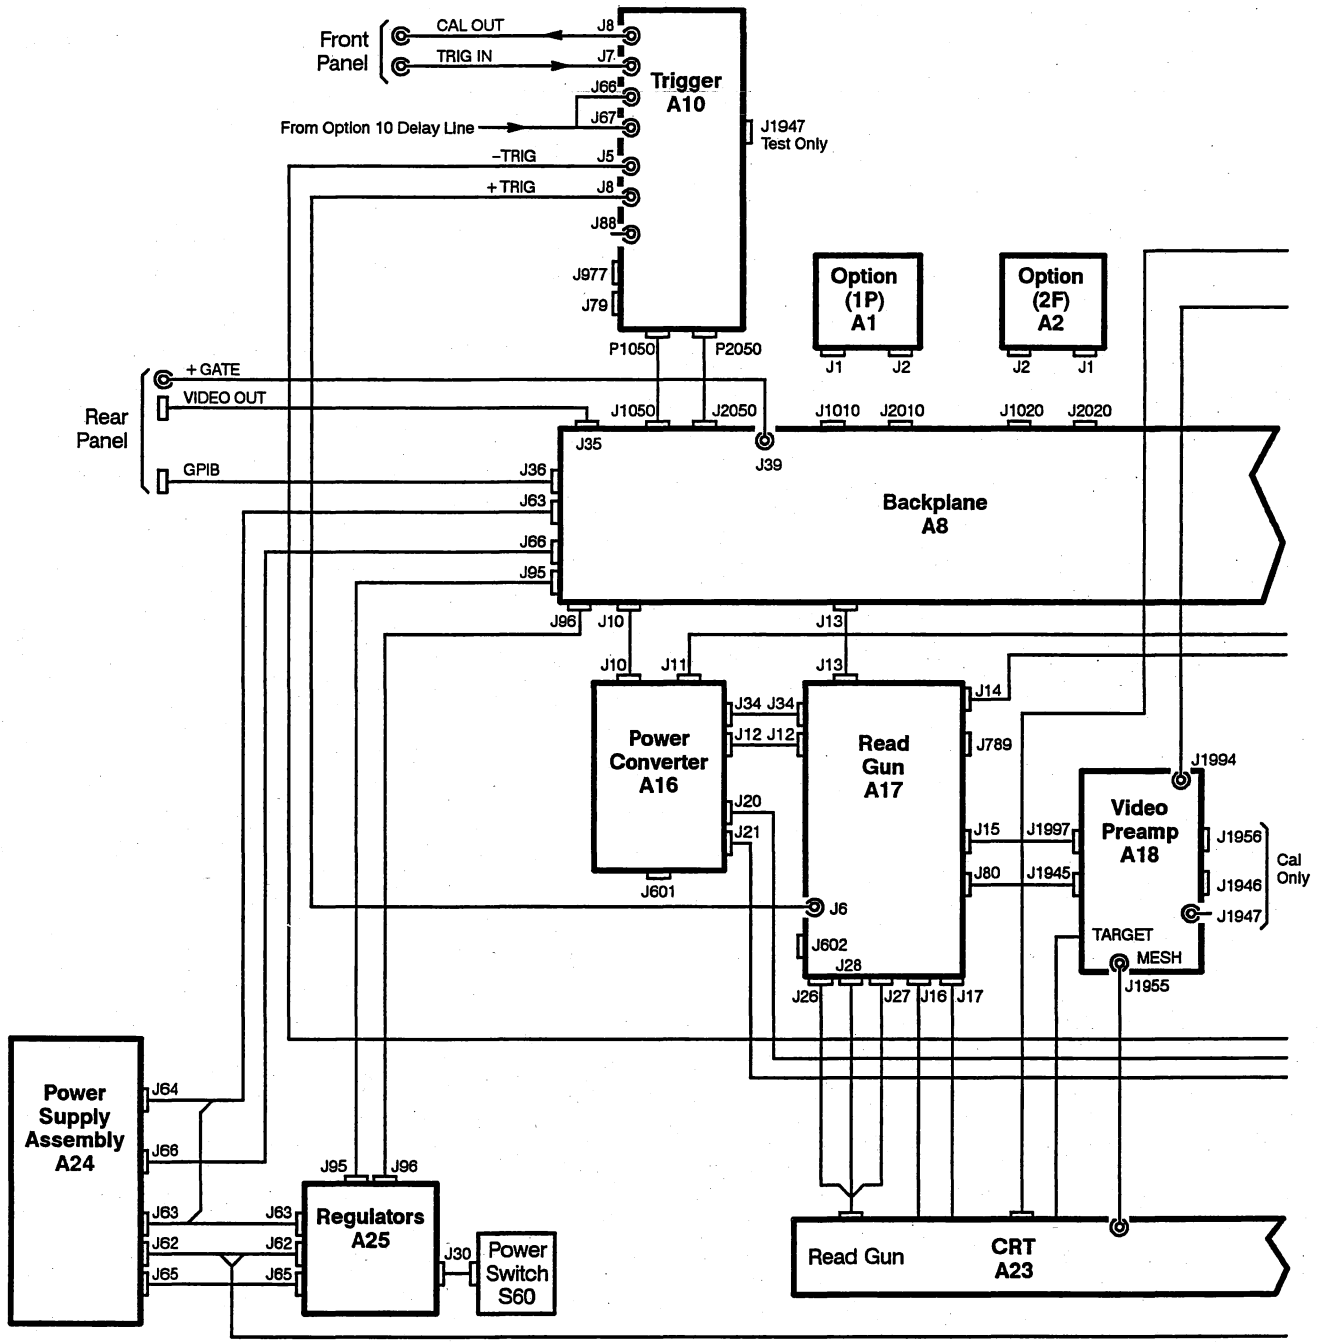 Front
Panel
CAL OUT
J8
TRIG IN
J7
J66
From Option 10 Delay Line
J67
–TRIG
J5
+ TRIG
J8
J88
J977
J79
Trigger
A10
J1947
Test Only
P1050
P2050
Option
(1P)
A1
J1
J2
Option
(2F)
A2
J2
J1
Rear
Panel
+ GATE
VIDEO OUT
GPIB
J35
J1050
J2050
J39
J1010
J2010
J1020
J2020
J36
J63
J66
J95
Backplane
A8
J96
J10
J13
J10
J11
J13
J34
J34
J12
J12
Power
Converter
A16
J20
J21
J601
Read
Gun
A17
J14
J789
J15
J1997
J80
J1945
J6
J602
J28
J26
J27
J16
J17
J1994
Video
Preamp
A18
J1956
J1946
J1947
Cal
Only
TARGET
MESH
J1955
Power
Supply
Assembly
A24
J64
J66
J63
J63
J62
J62
J65
J65
J95
J96
Regulators
A25
J30
Power
Switch
S60
Read Gun
CRT
A23